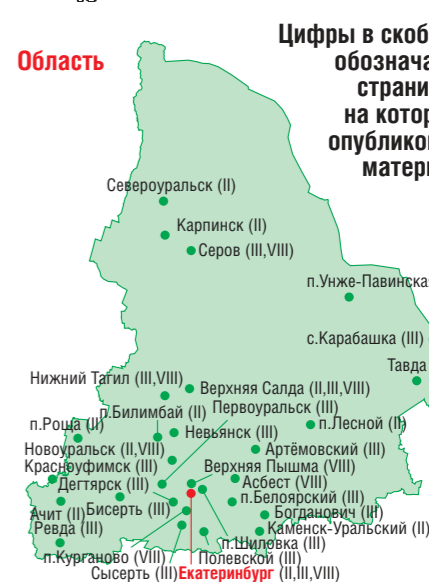 Область
Цифры в скоб
обознача
страни
на котор
опубликов
матери
Североуральск (II)
Карпинск (II)
Серов (III,VIII)
п.Унже-Павинская
с.Карабашка (III)
Тавда
Нижний Тагил (III,VIII)
Верхняя Салда (II,III,VIII)
п.Билимбай (II)
Первоуральск (III)
п.Роща (II)
Невьянск (III)
п.Лесной (II)
Новоуральск (II,VIII)
Артёмовский (III)
Красноуфимск (III)
Верхняя Пышма (VIII)
Дегтярск (III)
Асбест (VIII)
п.Белоярский (III)
Ачит (II)
Бисерть (III)
Богданович (III)
Ревда (III)
Каменск-Уральский (II)
п.Шиловка (III)
п.Курганово (VIII)
Полевской (III)
Сысерть (III)
Екатеринбург (II,III,VIII)